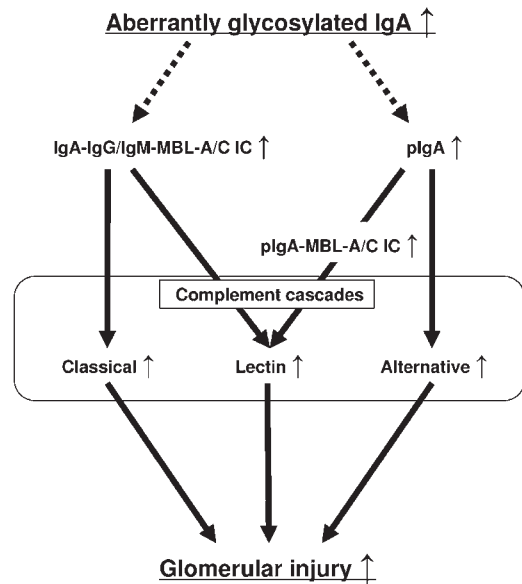 Aberrantly glycosylated IgA ↑
IgA-IgG/IgM-MBL-A/C IC ↑
pIgA ↑
pIgA-MBL-A/C IC ↑
Complement cascades
Classical ↑
Lectin ↑
Alternative ↑
Glomerular injury ↑